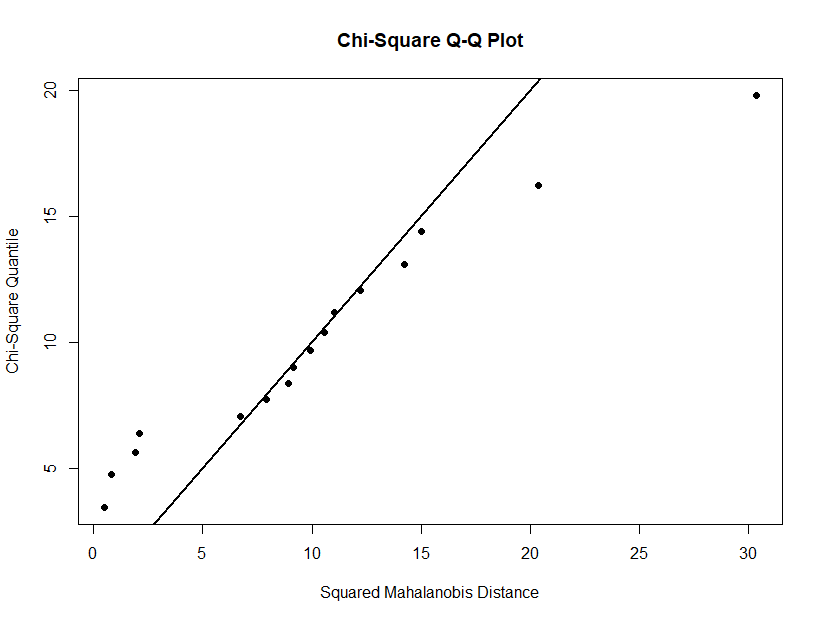 Chi-Square Q-Q Plot
20
15
10
5
Chi-Square Quantile
0 5 10 15 20 25 30
Squared Mahalanobis Distance